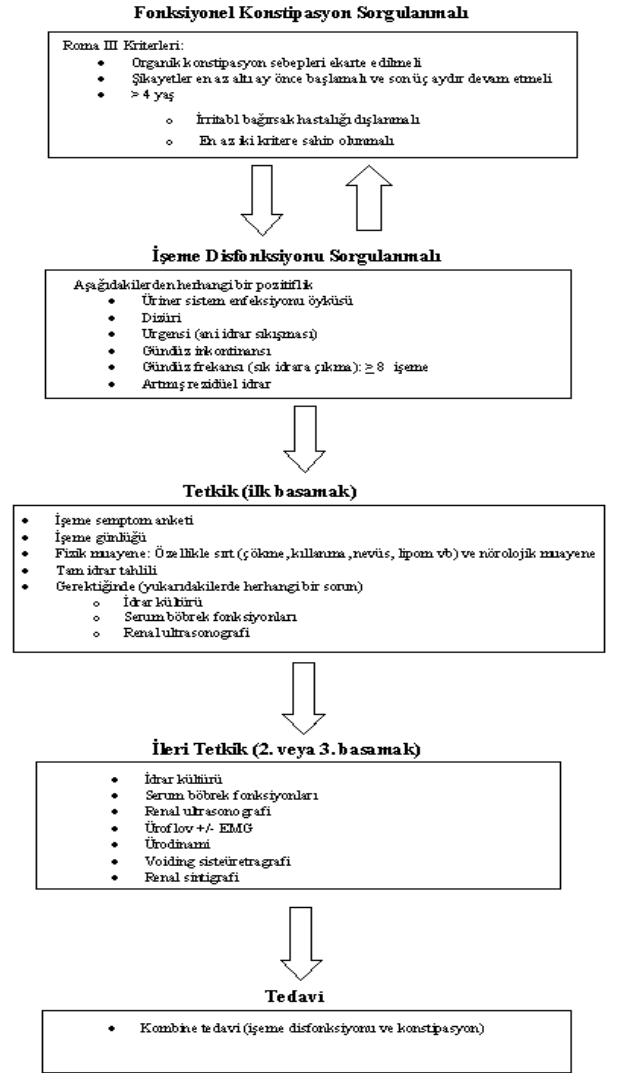 Fonksiyonel Konstipasyon Sorgulanmalı
Roma III Kriterleri:
• Organik konstipasyon sebepleri ekarte edilmeli
• Şikayetler en az altı ay önce başlamalı ve son üç aydır devam etmeli
• > 4 yaş
o İrritabl bağırsak hastalığı dışlanmalı
o En az iki kritere sahip olunmalı
İşeme Disfonksiyonu Sorgulanmalı
Aşağıdakilerden herhangi bir pozitiflik
• Üriner sistem enfeksiyonu öyküsü
• Dizüri
• Urgensi (ani idrar sıkışması)
• Gündüz inkontinansı
• Gündüz frekansı (sık idrara çıkma): ≥ 8 işeme
• Artmış rezidüel idrar
Tetkik (ilk basamak)
• İşeme semptom anketi
• İşeme günlüğü
• Fizik muayene: Özellikle sırt (çökme, kıllanma, nevüs, lipom vb) ve nörolojik muayene
• Tam idrar tahlili
• Gerektiğinde (yukarıdakilerde herhangi bir sorun)
o İdrar kültürü
o Serum böbrek fonksiyonları
o Renal ultrasonografi
İleri Tetkik (2. veya 3. basamak)
• İdrar kültürü
• Serum böbrek fonksiyonları
• Renal ultrasonografi
• Üroflov +/- EMG
• Ürodinami
• Voiding sisteüretragrafi
• Renal sintigrafi
Tedavi
• Kombine tedavi (işeme disfonksiyonu ve konstipasyon)